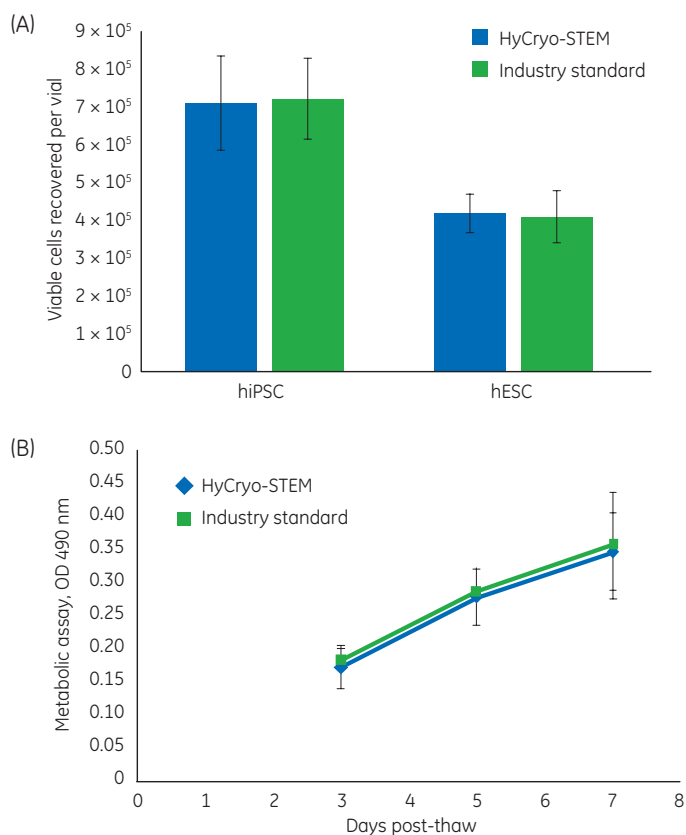 (A)
HyCryo-STEM
Industry standard
Viable cells recovered per vial
9 × 10⁵
8 × 10⁵
7 × 10⁵
6 × 10⁵
5 × 10⁵
4 × 10⁵
3 × 10⁵
2 × 10⁵
1 × 10⁵
0
hiPSC
hESC
(B)
HyCryo-STEM
Industry standard
Metabolic assay, OD 490 nm
0.50
0.45
0.40
0.35
0.30
0.25
0.20
0.15
0.10
0.05
0
0 1 2 3 4 5 6 7 8
Days post-thaw